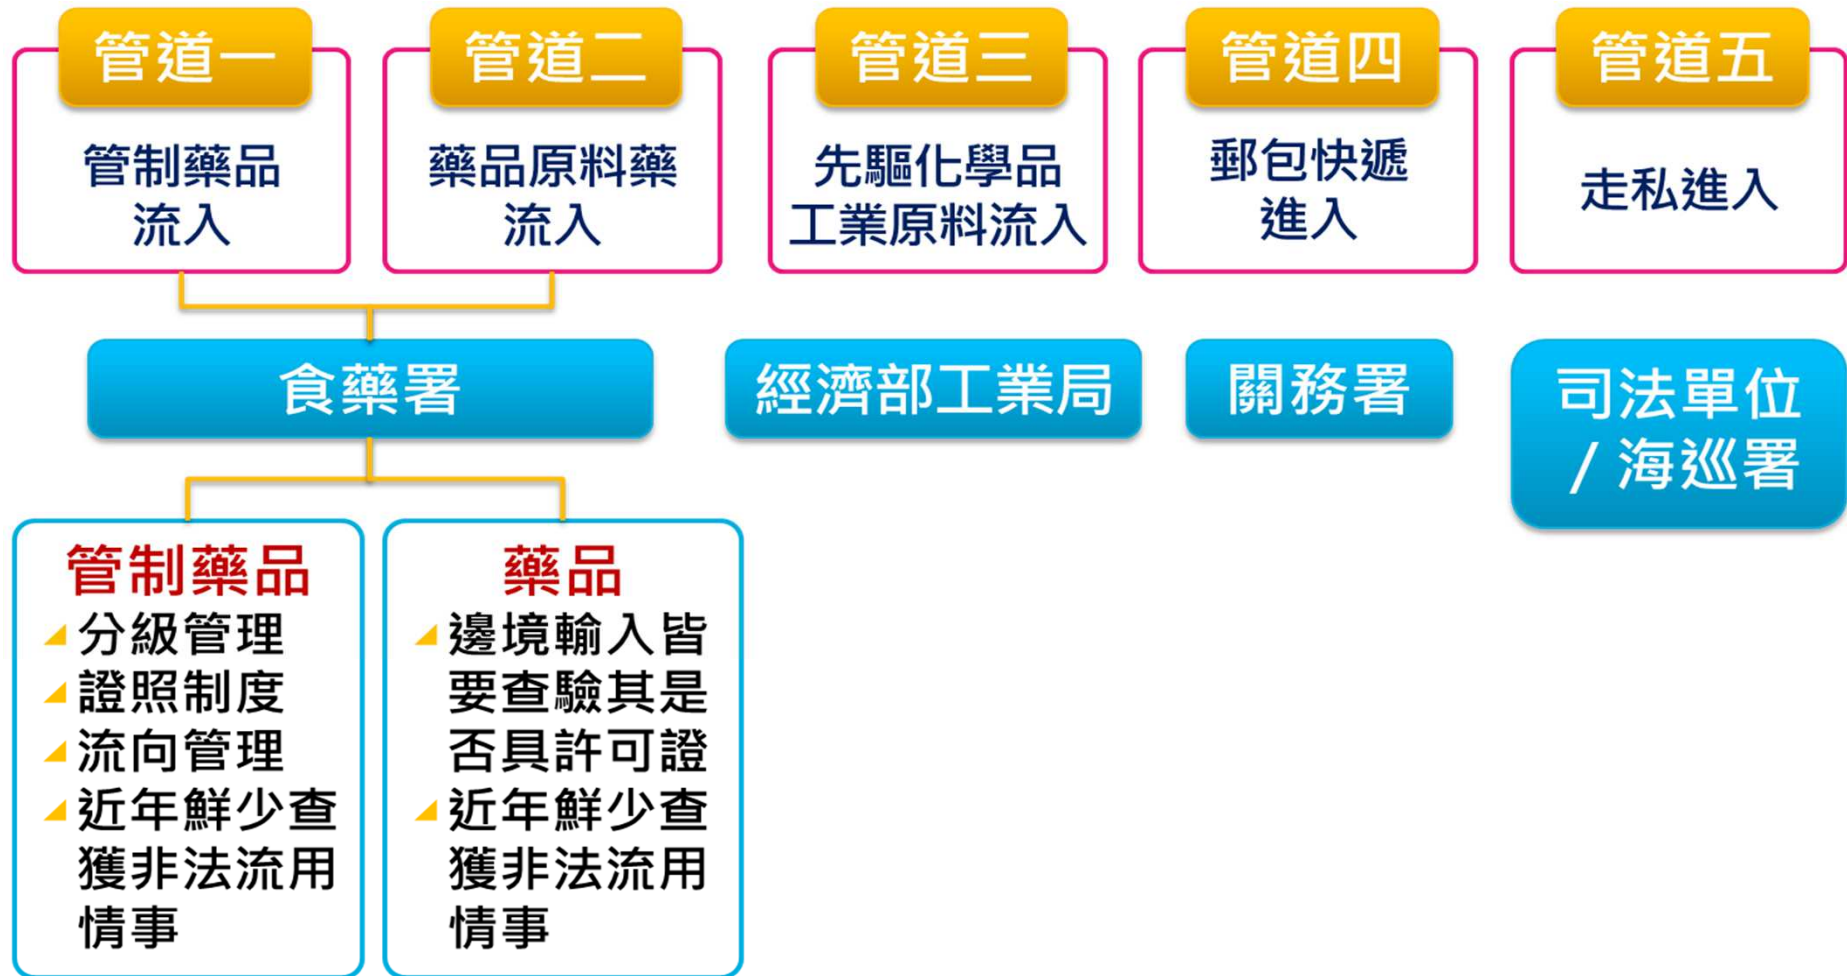 管道一
管制藥品
流入
管道二
藥品原料藥
流入
管道三
先驅化學品
工業原料流入
管道四
郵包快遞
進入
管道五
走私進入
食藥署
經濟部工業局
關務署
司法單位
/ 海巡署
管制藥品
分級管理
證照制度
流向管理
近年鮮少查
獲非法流用
情事
藥品
邊境輸入皆
要查驗其是
否具許可證
近年鮮少查
獲非法流用
情事